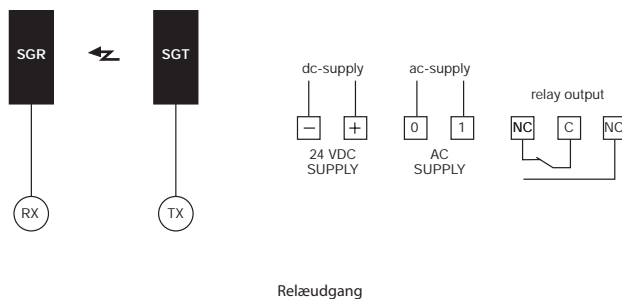 SGR
SGT
RX
TX
dc-supply
ac-supply
relay output
− + 0 1 NC C NC
24 VDC
SUPPLY
AC
SUPPLY
Relæudgang